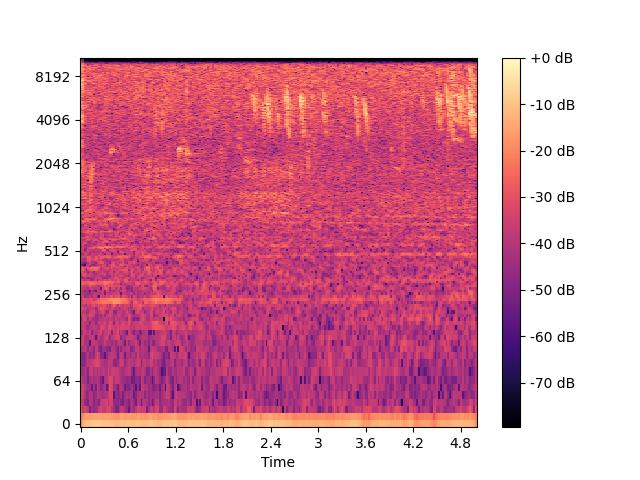 8192
4096
2048
1024
512
256
128
64
0
Hz
0 0.6 1.2 1.8 2.4 3 3.6 4.2 4.8
Time
+0 dB
-10 dB
-20 dB
-30 dB
-40 dB
-50 dB
-60 dB
-70 dB